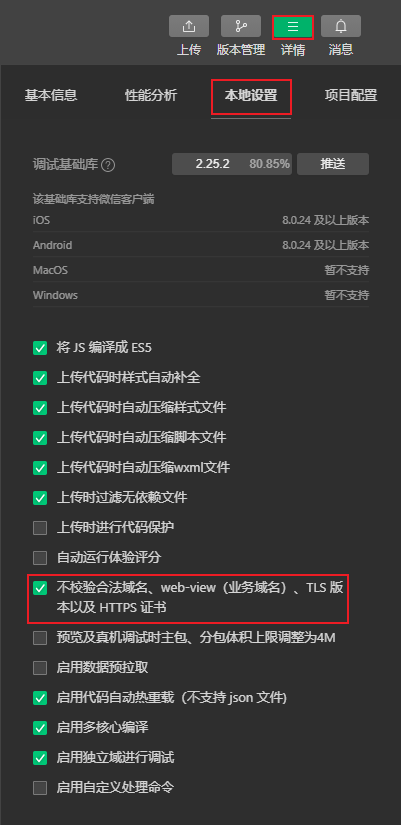 上传 版本管理 详情 消息
基本信息 性能分析 本地设置 项目配置
调试基础库 ? 2.25.2 80.85% 推送
该基础库支持微信客户端
iOS 8.0.24 及以上版本
Android 8.0.24 及以上版本
MacOS 暂不支持
Windows 暂不支持
将 JS 编译成 ES5
上传代码时样式自动补全
上传代码时自动压缩样式文件
上传代码时自动压缩脚本文件
上传代码时自动压缩wxml文件
上传时过滤无依赖文件
上传时进行代码保护
自动运行体验评分
不校验合法域名、web-view（业务域名）、TLS 版
本以及 HTTPS 证书
预览及真机调试时主包、分包体积上限调整为4M
启用数据预拉取
启用代码自动热重载（不支持 json 文件)
启用多核心编译
启用独立域进行调试
启用自定义处理命令